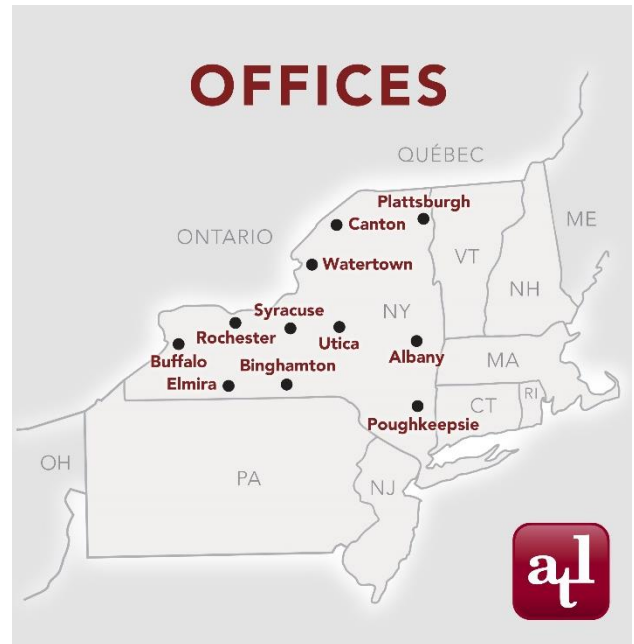 OFFICES
QUÉBEC
Plattsburgh
Canton
ME
ONTARIO
VT
Watertown
NH
Syracuse
NY
Rochester
Utica
Buffalo
Albany
MA
Elmira
Binghamton
RI
CT
Poughkeepsie
OH
PA
NJ
atl